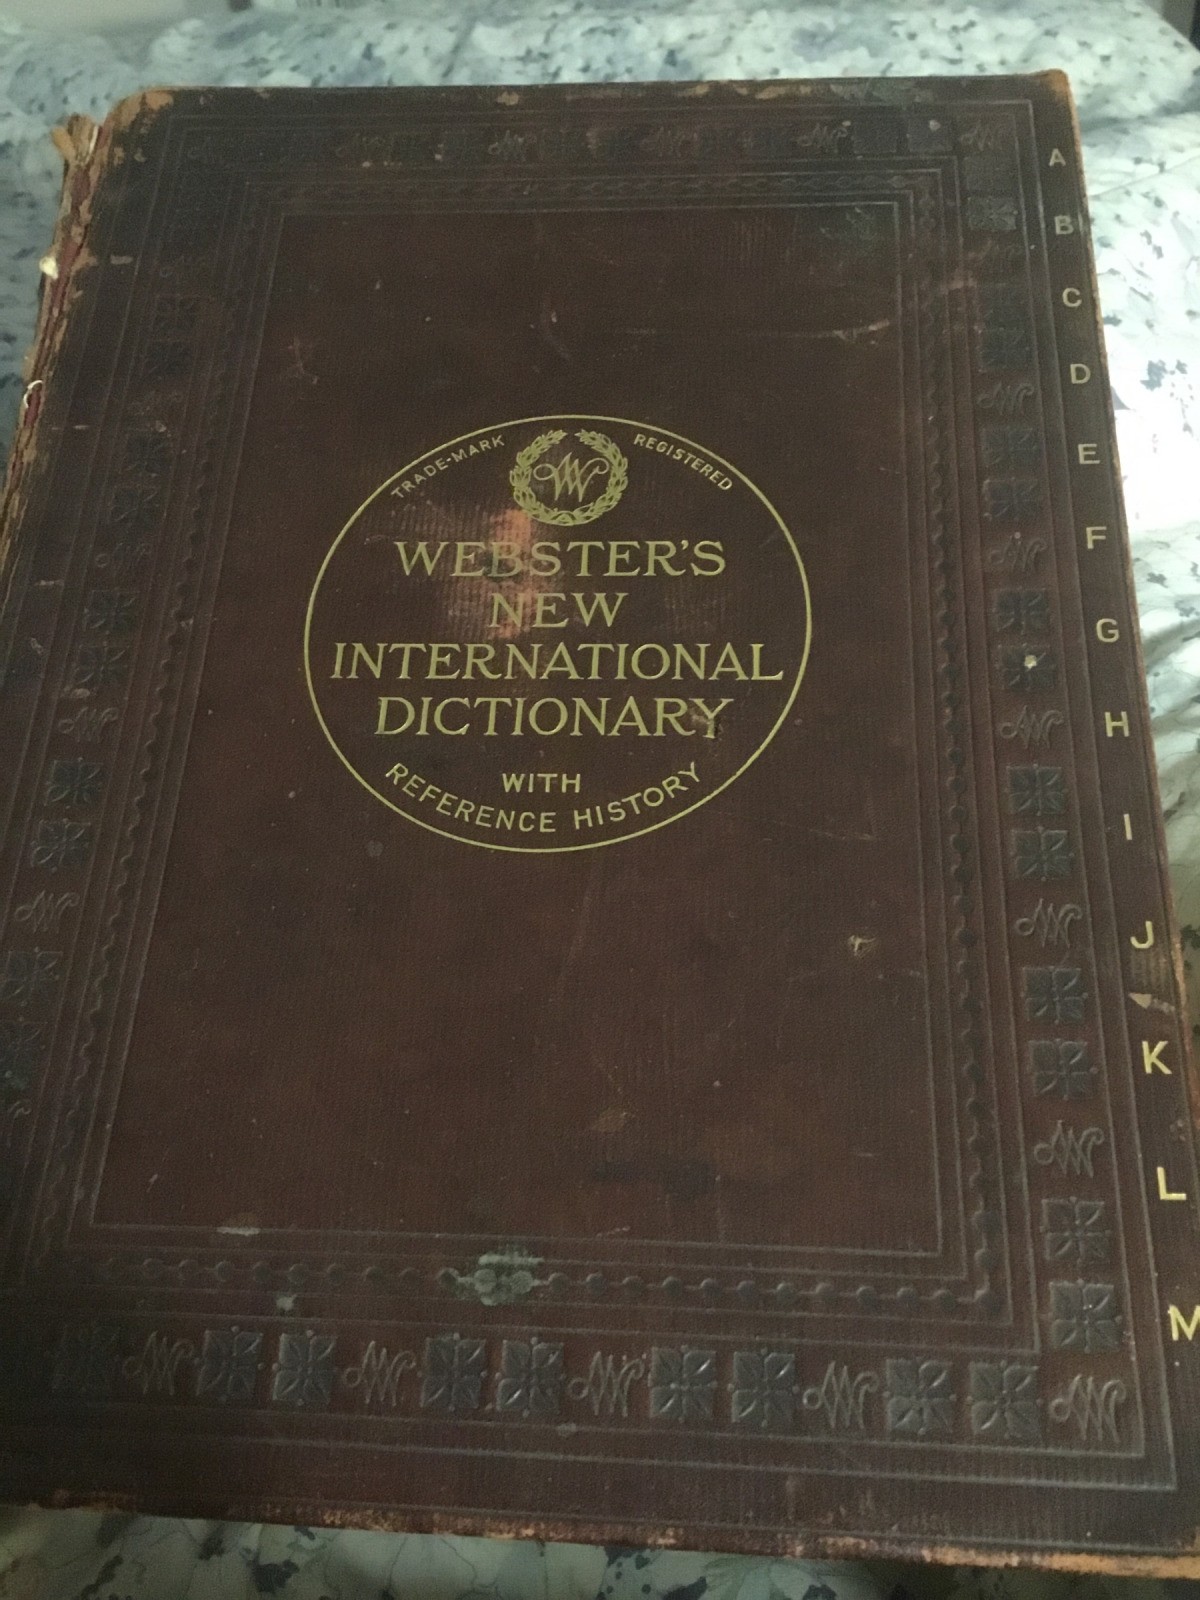 TRADE-MARK REGISTERED
W
WEBSTER'S
NEW
INTERNATIONAL
DICTIONARY
WITH
REFERENCE HISTORY
A
B
C
D
E
F
G
H
I
J
K
L
M